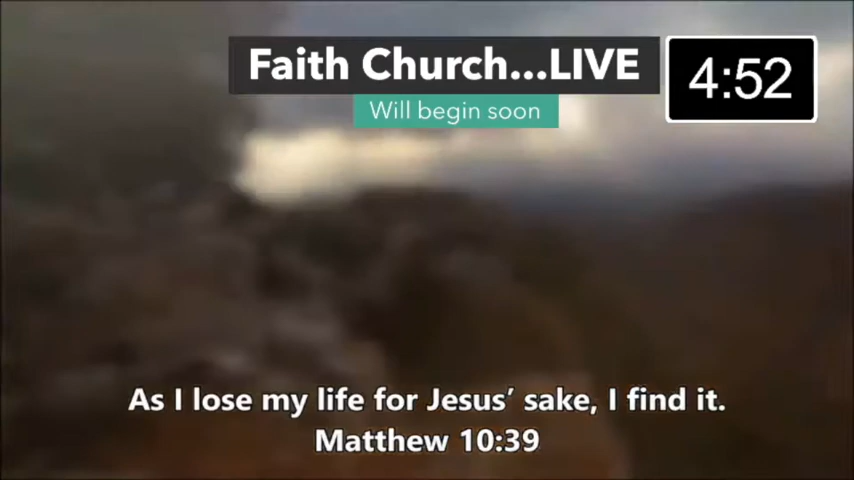 Faith Church...LIVE
4:52
Will begin soon
As I lose my life for Jesus’ sake, I find it.
Matthew 10:39